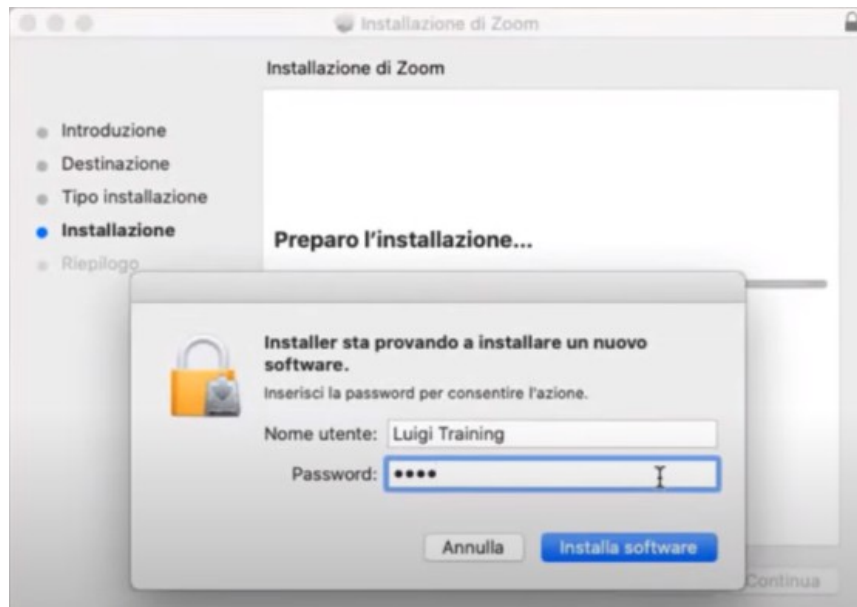 Installazione di Zoom
Installazione di Zoom
Introduzione
Destinazione
Tipo installazione
Installazione
Riepilogo
Preparo l'installazione...
Installer sta provando a installare un nuovo
software.
Inserisci la password per consentire l'azione.
Nome utente: Luigi Training
Password: ••••
Annulla Installa software
Continua